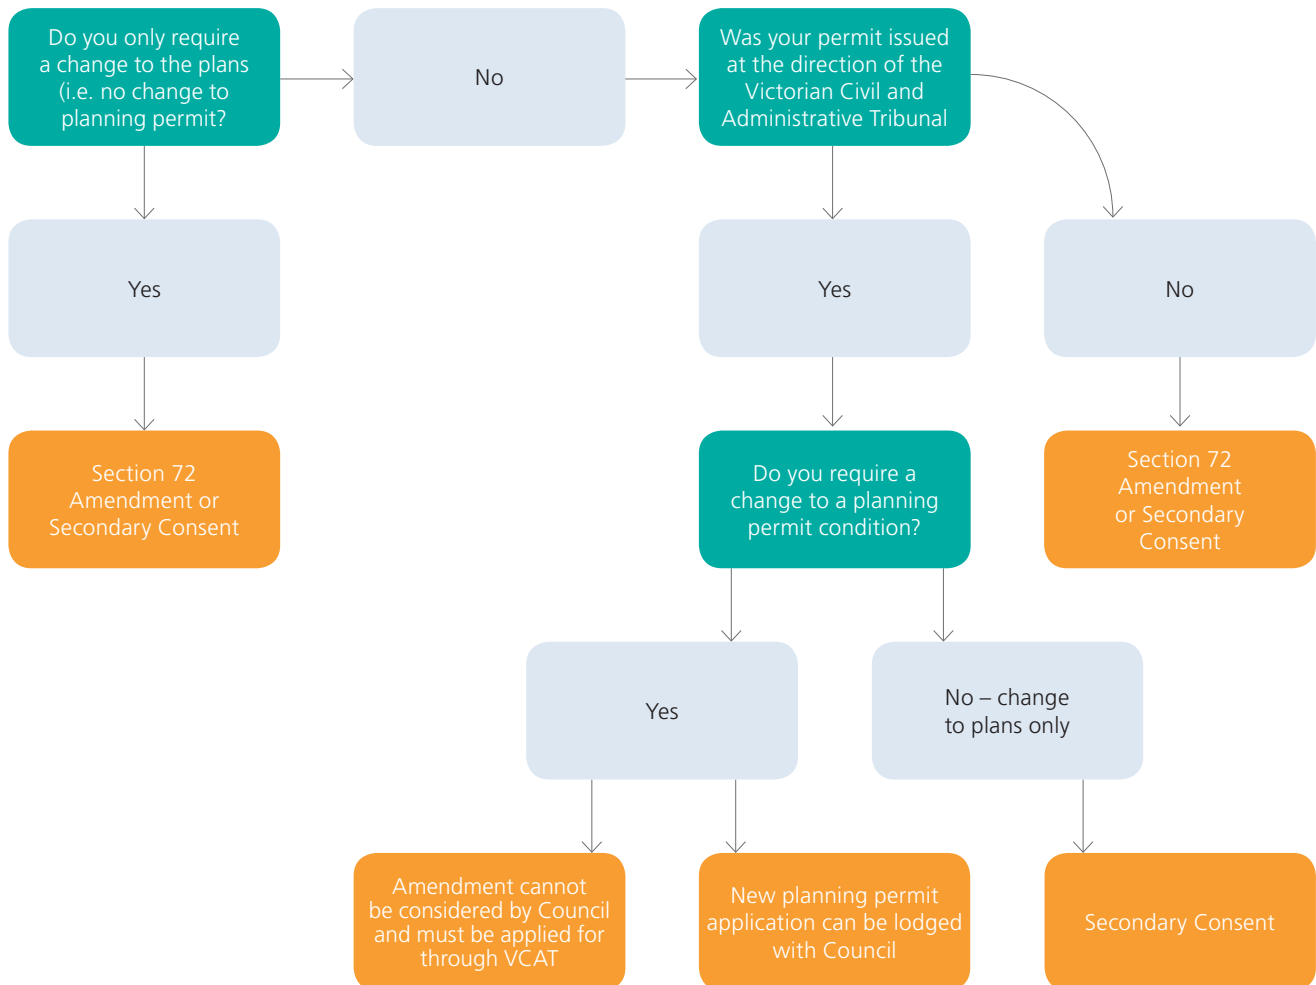 Do you only require
a change to the plans
(i.e. no change to
planning permit?
No
Was your permit issued
at the direction of the
Victorian Civil and
Administrative Tribunal
Yes
Yes
No
Section 72
Amendment or
Secondary Consent
Do you require a
change to a planning
permit condition?
Section 72
Amendment
or Secondary
Consent
Yes
No – change
to plans only
Amendment cannot
be considered by Council
and must be applied for
through VCAT
New planning permit
application can be lodged
with Council
Secondary Consent